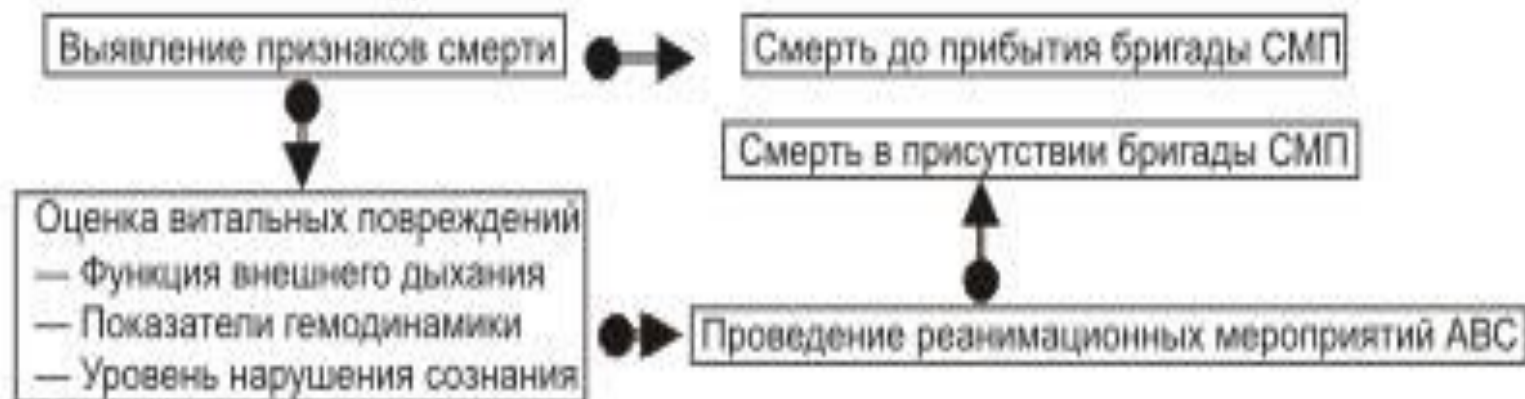 Выявление признаков смерти
Смерть до прибытия бригады СМП
Смерть в присутствии бригады СМП
Оценка витальных повреждений
— Функция внешнего дыхания
— Показатели гемодинамики
— Уровень нарушения сознания
Проведение реанимационных мероприятий АВС